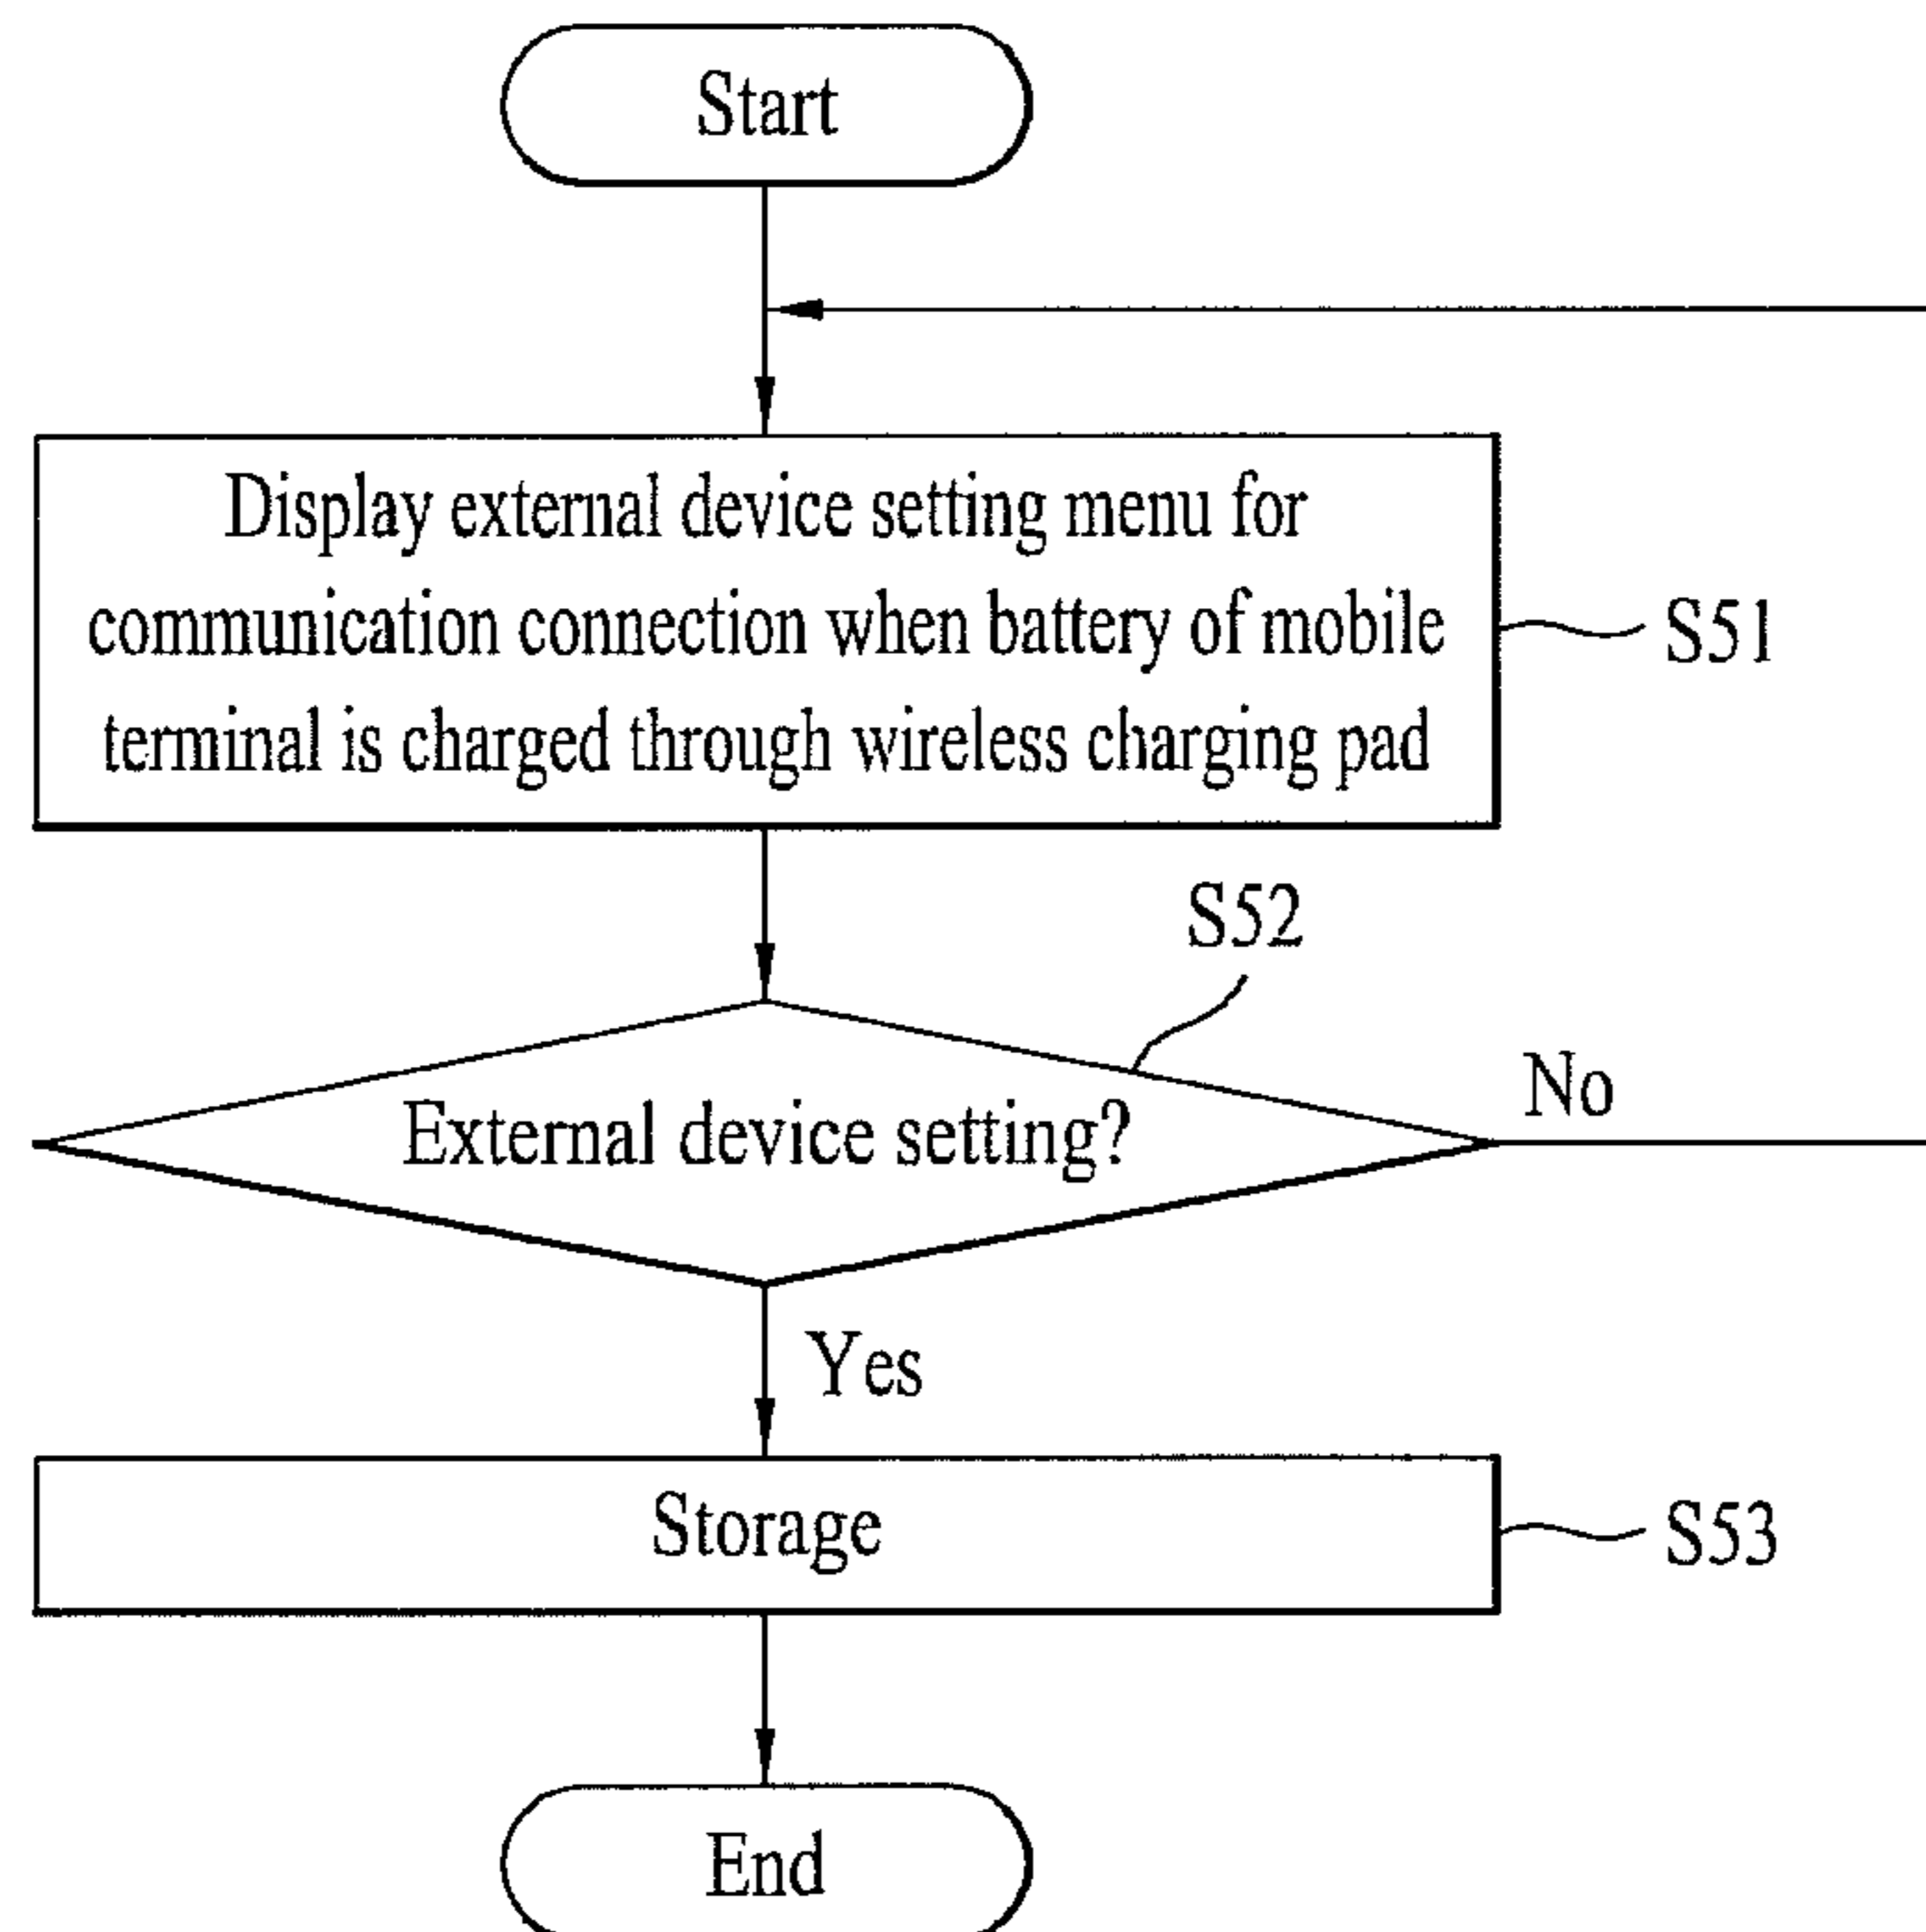 Start
Display external device setting menu for
communication connection when battery of mobile
terminal is charged through wireless charging pad
S51
S52
External device setting?
No
Yes
Storage
S53
End